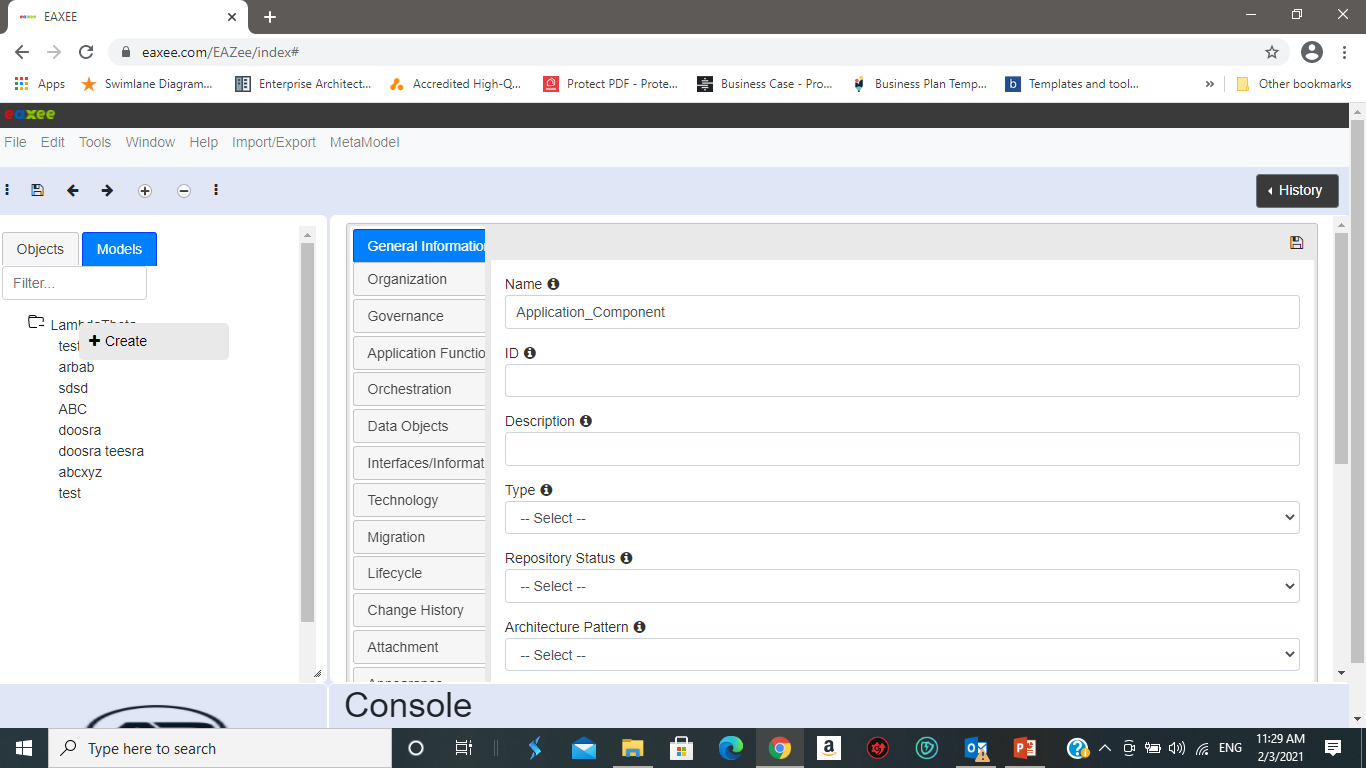 EAXEE
eaxee.com/EAZee/index#
Apps Swimlane Diagram... Enterprise Architect... Accredited High-Q... Protect PDF - Prote... Business Case - Pro... Business Plan Temp... Templates and tool... » Other bookmarks
eaxee
File Edit Tools Window Help Import/Export MetaModel
History
Objects Models
Filter...
test
Create
arbab
sdsd
ABC
doosra
doosra teesra
abcxyz
test
General Informatio
Organization
Governance
Application Functio
Orchestration
Data Objects
Interfaces/Informat
Technology
Migration
Lifecycle
Change History
Attachment
Name
Application_Component
ID
Description
Type
-- Select --
Repository Status
-- Select --
Architecture Pattern
-- Select --
Console
Type here to search
ENG
11:29 AM
2/3/2021